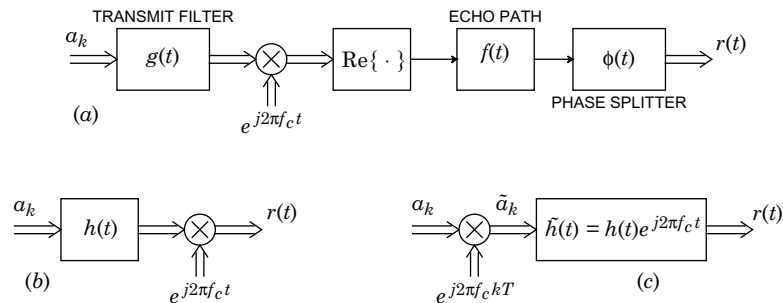 TRANSMIT FILTER
ECHO PATH
a_k
g(t)
Re{ · }
f(t)
ϕ(t)
r(t)
(a)
e^{j2πf_c t}
PHASE SPLITTER
a_k
h(t)
r(t)
(b)
e^{j2πf_c t}
a_k
ã_k
h̃(t) = h(t)e^{j2πf_c t}
r(t)
e^{j2πf_c kT}
(c)